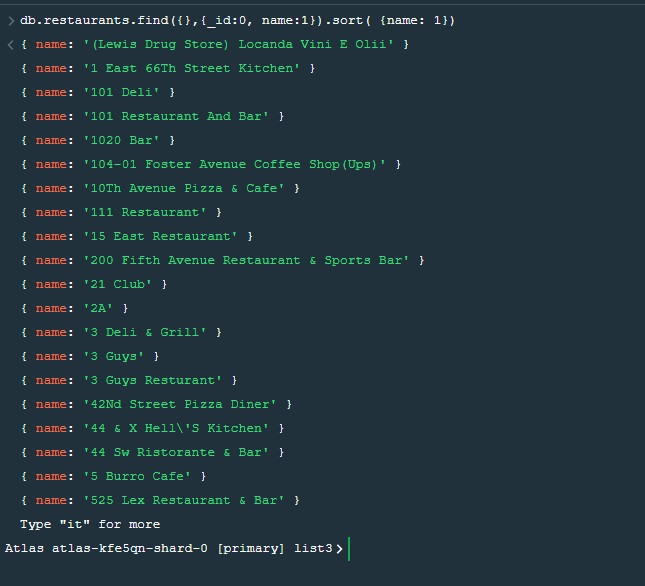 > db.restaurants.find({},{_id:0, name:1}).sort( {name: 1})
< { name: '(Lewis Drug Store) Locanda Vini E Olii' }
{ name: '1 East 66Th Street Kitchen' }
{ name: '101 Deli' }
{ name: '101 Restaurant And Bar' }
{ name: '1020 Bar' }
{ name: '104-01 Foster Avenue Coffee Shop(Ups)' }
{ name: '10Th Avenue Pizza & Cafe' }
{ name: '111 Restaurant' }
{ name: '15 East Restaurant' }
{ name: '200 Fifth Avenue Restaurant & Sports Bar' }
{ name: '21 Club' }
{ name: '2A' }
{ name: '3 Deli & Grill' }
{ name: '3 Guys' }
{ name: '3 Guys Resturant' }
{ name: '42Nd Street Pizza Diner' }
{ name: '44 & X Hell\'S Kitchen' }
{ name: '44 Sw Ristorante & Bar' }
{ name: '5 Burro Cafe' }
{ name: '525 Lex Restaurant & Bar' }
Type "it" for more
Atlas atlas-kfe5qn-shard-0 [primary] list3>